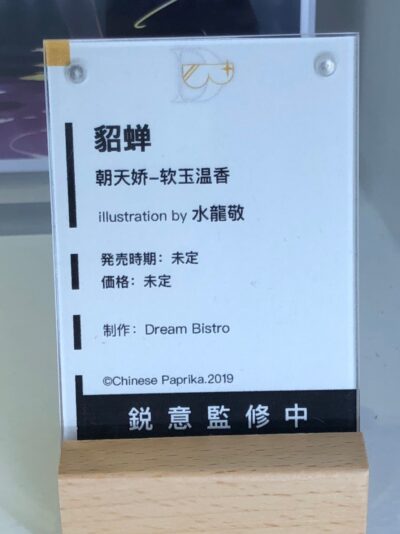 貂蝉
朝天娇-软玉温香
illustration by 水龍敬
発売時期：未定
価格：未定
制作：Dream Bistro
©Chinese Paprika.2019
鋭意監修中